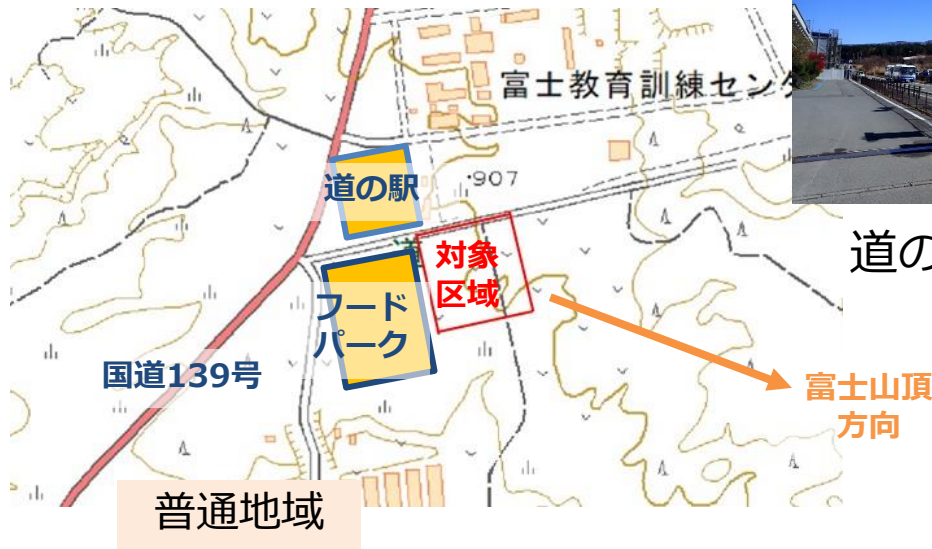 富士教育訓練セン
道の駅
・907
道
対象
区域
道の
フード
パーク
国道139号
富士山頂
方向
普通地域